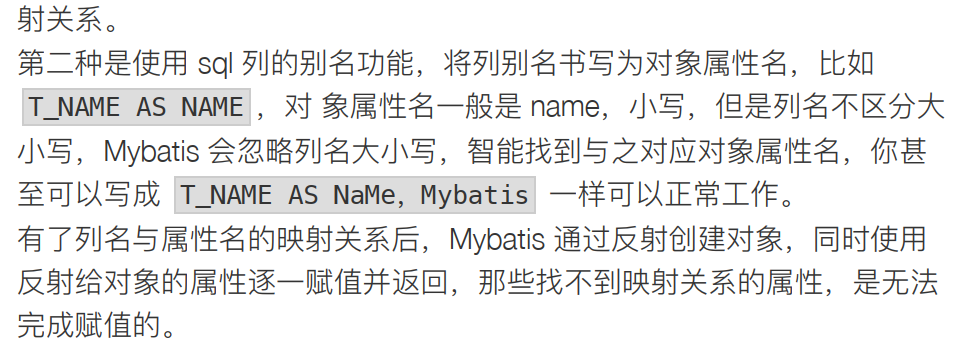 射关系。
第二种是使用 sql 列的别名功能，将列别名书写为对象属性名，比如
T_NAME AS NAME，对 象属性名一般是 name，小写，但是列名不区分大
小写，Mybatis 会忽略列名大小写，智能找到与之对应对象属性名，你甚
至可以写成 T_NAME AS NaMe，Mybatis 一样可以正常工作。
有了列名与属性名的映射关系后，Mybatis 通过反射创建对象，同时使用
反射给对象的属性逐一赋值并返回，那些找不到映射关系的属性，是无法
完成赋值的。